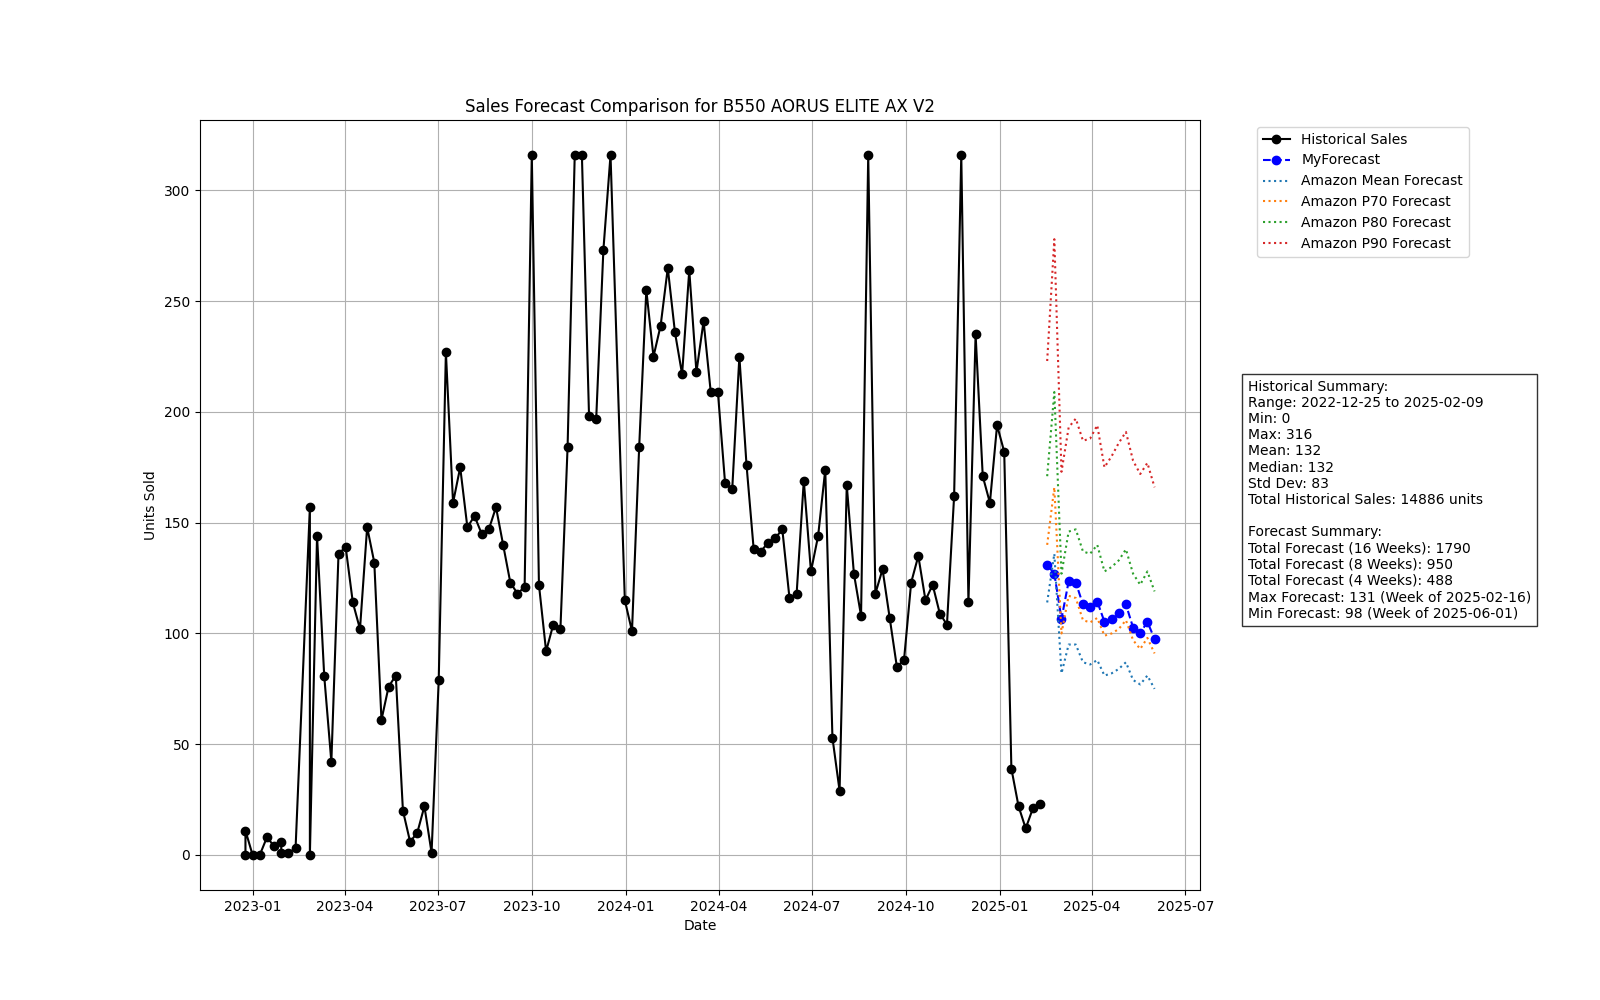 Sales Forecast Comparison for B550 AORUS ELITE AX V2
Units Sold
300
250
200
150
100
50
0
2023-01
2023-04
2023-07
2023-10
2024-01
2024-04
2024-07
2024-10
2025-01
2025-04
2025-07
Date
Historical Sales
MyForecast
Amazon Mean Forecast
Amazon P70 Forecast
Amazon P80 Forecast
Amazon P90 Forecast
Historical Summary:
Range: 2022-12-25 to 2025-02-09
Min: 0
Max: 316
Mean: 132
Median: 132
Std Dev: 83
Total Historical Sales: 14886 units
Forecast Summary:
Total Forecast (16 Weeks): 1790
Total Forecast (8 Weeks): 950
Total Forecast (4 Weeks): 488
Max Forecast: 131 (Week of 2025-02-16)
Min Forecast: 98 (Week of 2025-06-01)